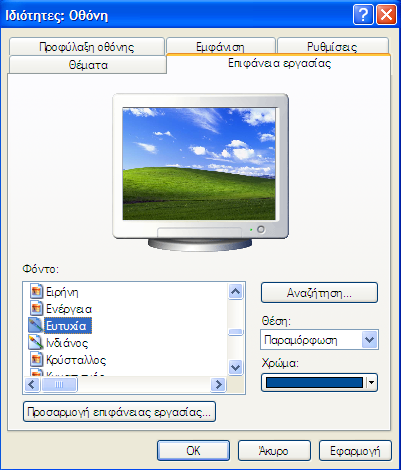 Ιδιότητες: Οθόνη
Προφύλαξη οθόνης
Εμφάνιση
Ρυθμίσεις
Θέματα
Επιφάνεια εργασίας
Φόντο:
Ειρήνη
Ενέργεια
Ευτυχία
Ινδιάνος
Κρύσταλλος
Αναζήτηση...
Θέση:
Παραμόρφωση
Χρώμα:
Προσαρμογή επιφάνειας εργασίας...
OK
Άκυρο
Εφαρμογή